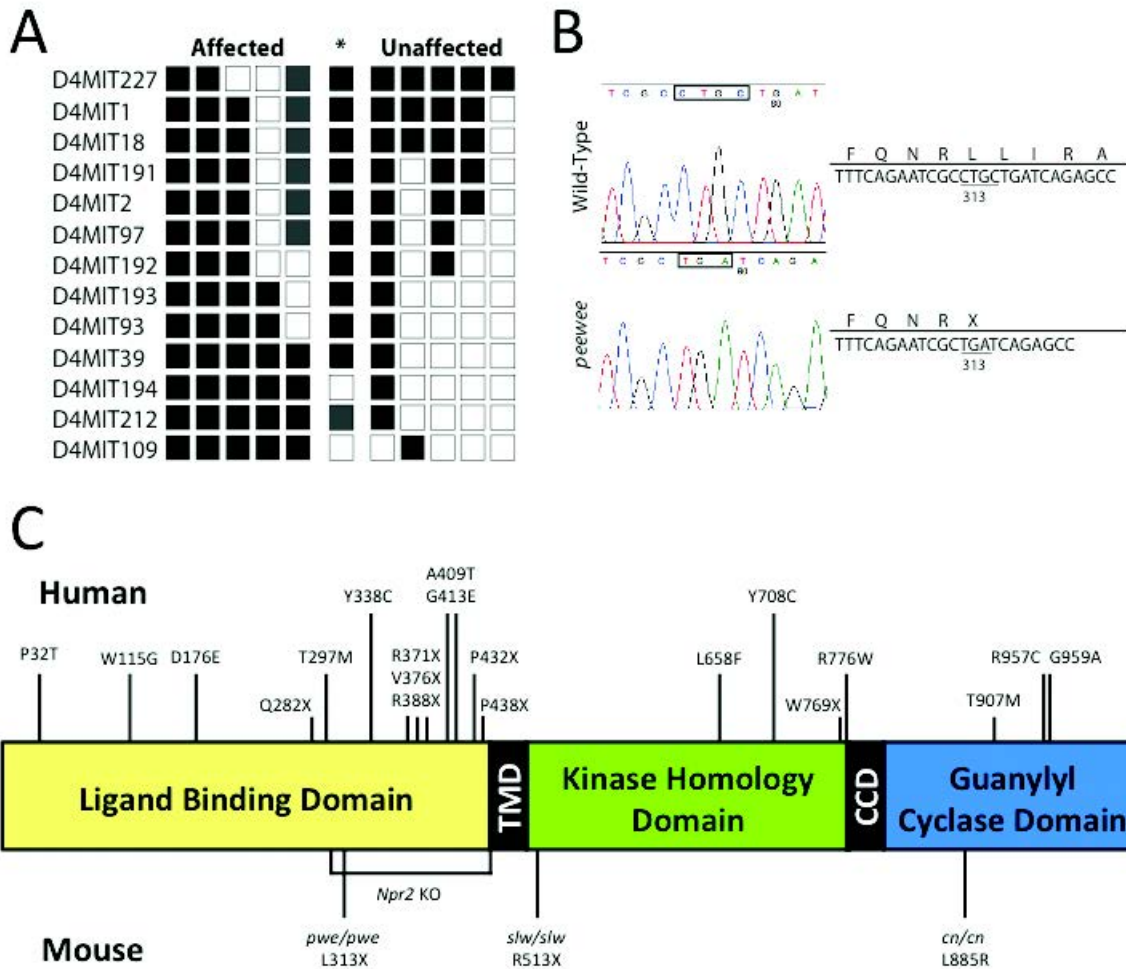 A
Affected * Unaffected
D4MIT227
D4MIT1
D4MIT18
D4MIT191
D4MIT2
D4MIT97
D4MIT192
D4MIT193
D4MIT93
D4MIT39
D4MIT194
D4MIT212
D4MIT109
B
Wild-Type
T C G C C T G C T G A T
80
F Q N R L L I R A
TTTCAGAATCGCCTGCTGATCAGAGCC
313
peewee
T C G C T G A T C A G A
80
F Q N R X
TTTCAGAATCGCTGATCAGAGCC
313
C
Human
P32T
W115G
D176E
Q282X
T297M
Y338C
R371X
V376X
R388X
A409T
G413E
P432X
P438X
L658F
Y708C
W769X
R776W
T907M
R957C
G959A
Ligand Binding Domain
TMD
Kinase Homology
Domain
CCD
Guanylyl
Cyclase Domain
Npr2 KO
Mouse
pwe/pwe
L313X
slw/slw
R513X
cn/cn
L885R